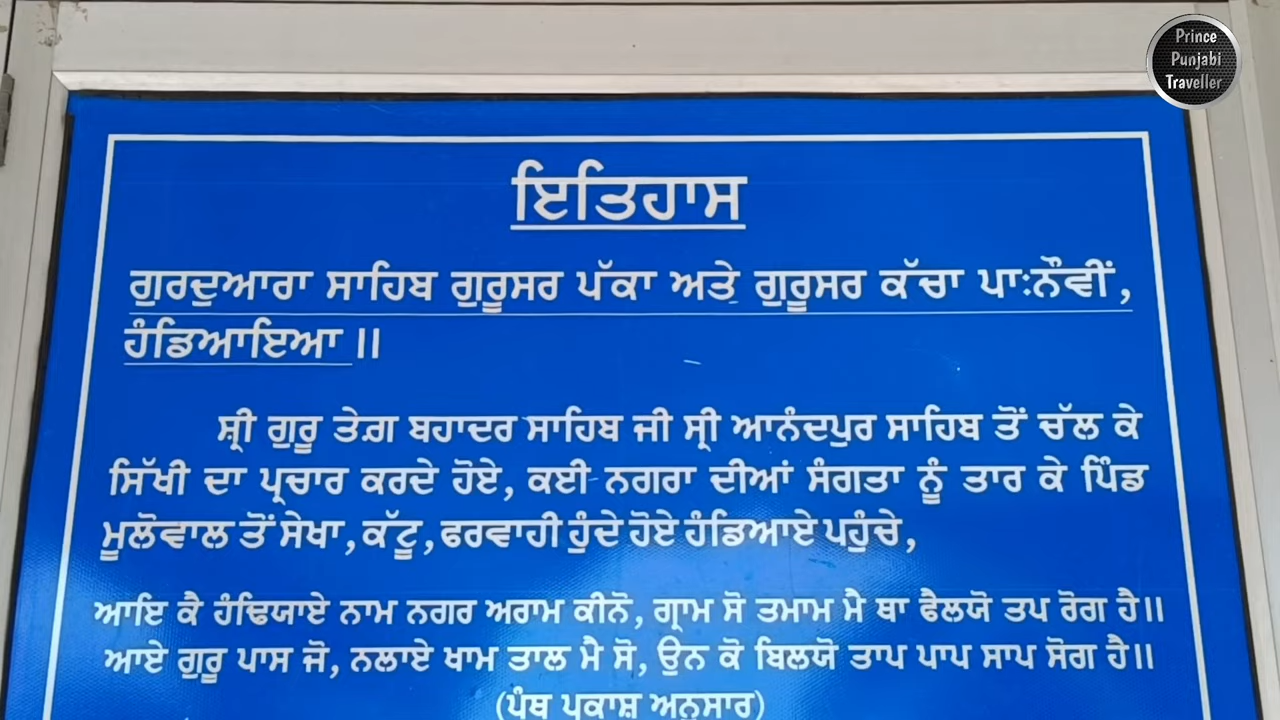 Prince
Punjabi
Traveller
ਇਤਿਹਾਸ
ਗੁਰਦੁਆਰਾ ਸਾਹਿਬ ਗੁਰੂਸਰ ਪੱਕਾ ਅਤੇ ਗੁਰੂਸਰ ਕੱਚਾ ਪਾਃਨੌਵੀਂ,
ਹੰਡਿਆਇਆ ॥
ਸ਼੍ਰੀ ਗੁਰੂ ਤੇਗ਼ ਬਹਾਦਰ ਸਾਹਿਬ ਜੀ ਸ੍ਰੀ ਆਨੰਦਪੁਰ ਸਾਹਿਬ ਤੋਂ ਚੱਲ ਕੇ
ਸਿੱਖੀ ਦਾ ਪ੍ਰਚਾਰ ਕਰਦੇ ਹੋਏ, ਕਈ ਨਗਰਾ ਦੀਆਂ ਸੰਗਤਾ ਨੂੰ ਤਾਰ ਕੇ ਪਿੰਡ
ਮੂਲੋਵਾਲ ਤੋਂ ਸੇਖਾ, ਕੱਟੂ, ਫਰਵਾਹੀ ਹੁੰਦੇ ਹੋਏ ਹੰਡਿਆਏ ਪਹੁੰਚੇ,
ਆਇ ਕੈ ਹੰਢਿਯਾਏ ਨਾਮ ਨਗਰ ਅਰਾਮ ਕੀਨੋ, ਗ੍ਰਾਮ ਸੋ ਤਮਾਮ ਮੈ ਥਾ ਫੈਲਯੋ ਤਪ ਰੋਗ ਹੈ॥
ਆਏ ਗੁਰੂ ਪਾਸ ਜੋ, ਨਲਾਏ ਖਾਮ ਤਾਲ ਮੈ ਸੋ, ਉਨ ਕੋ ਬਿਲਯੋ ਤਾਪ ਪਾਪ ਸਾਪ ਸੋਗ ਹੈ॥
(ਪੰਥ ਪ੍ਰਕਾਸ਼ ਅਨੁਸਾਰ)